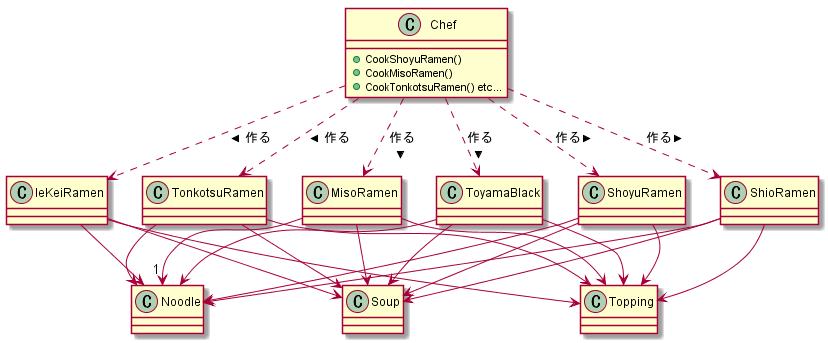 C Chef
CookShoyuRamen()
CookMisoRamen()
CookTonkotsuRamen() etc...
◀ 作る
◀ 作る
作る
▼
作る
▼
作る ▶
作る ▶
C IeKeiRamen
C TonkotsuRamen
C MisoRamen
C ToyamaBlack
C ShoyuRamen
C ShioRamen
1
C Noodle
C Soup
C Topping